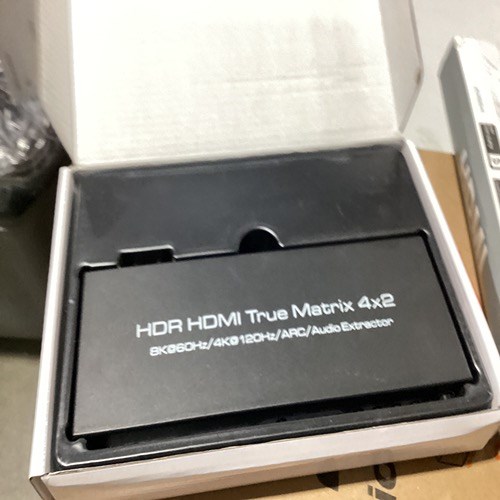 HDR HDMI True Matrix 4x2
8K@60Hz/4K@120Hz/ARC/Audio Extractor